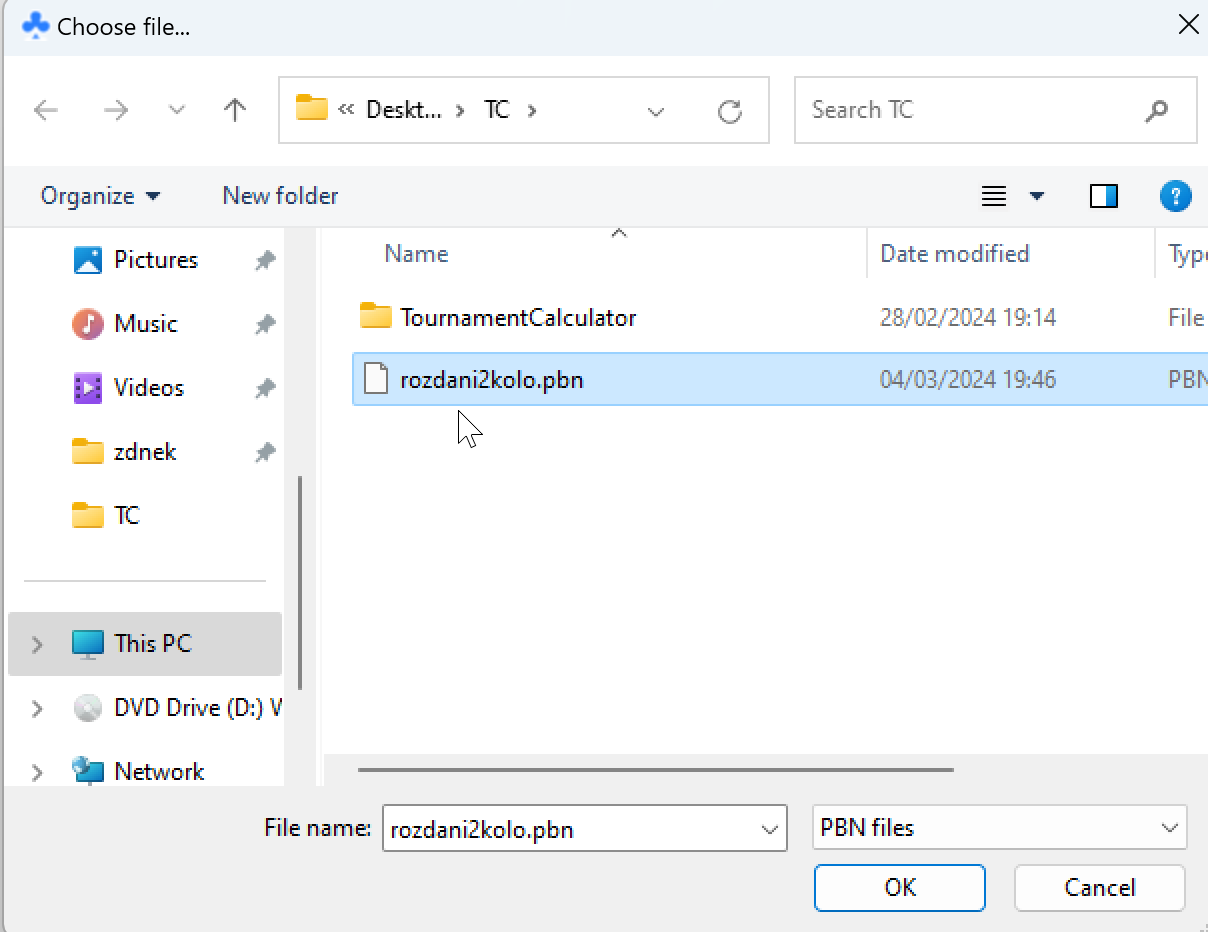 Choose file...
« Deskt... › TC ›
Search TC
Organize
New folder
?
Name
Date modified
Type
Pictures
Music
Videos
zdnek
TC
This PC
DVD Drive (D:)
Network
TournamentCalculator 28/02/2024 19:14 File
rozdani2kolo.pbn 04/03/2024 19:46 PBN
File name: rozdani2kolo.pbn
PBN files
OK
Cancel